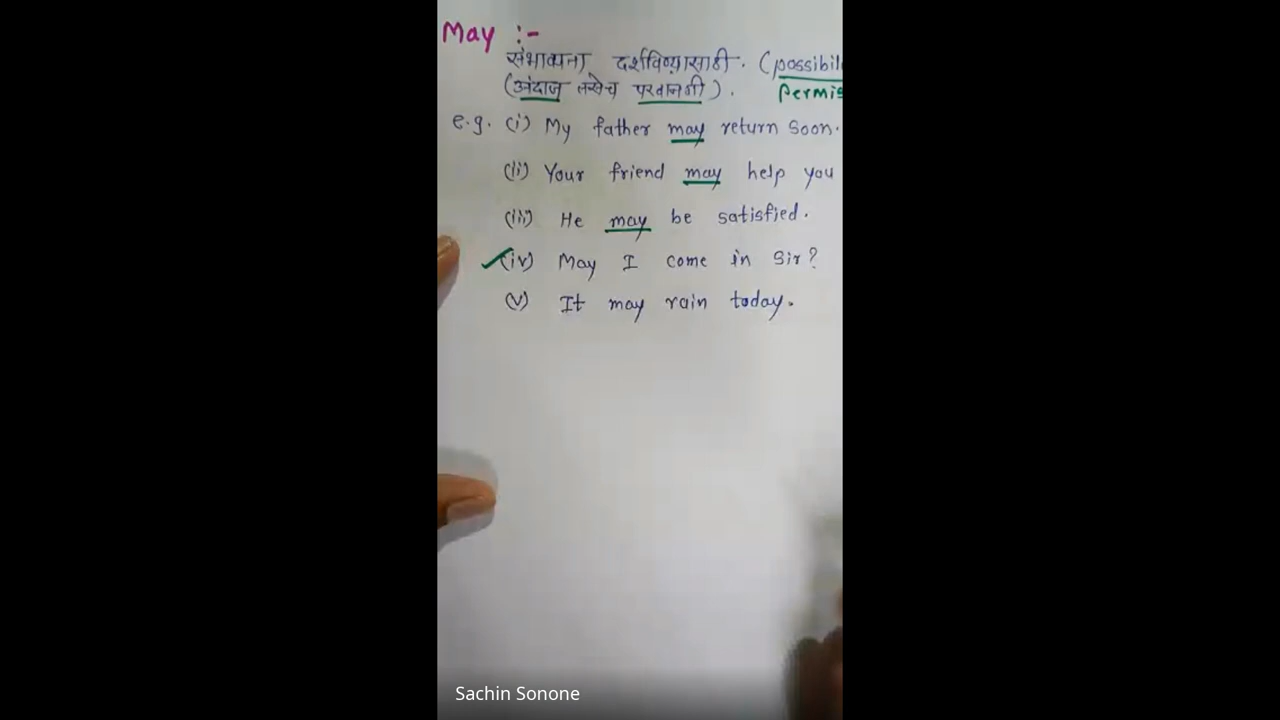 May :-
संभाव्यना दर्शविण्यासाठी. (possibil
(अंदाज तसेच परवानगी). Permis
e.g. (i) My father may return soon.
(ii) Your friend may help you
(iii) He may be satisfied.
(iv) May I come in Sir?
(v) It may rain today.
Sachin Sonone